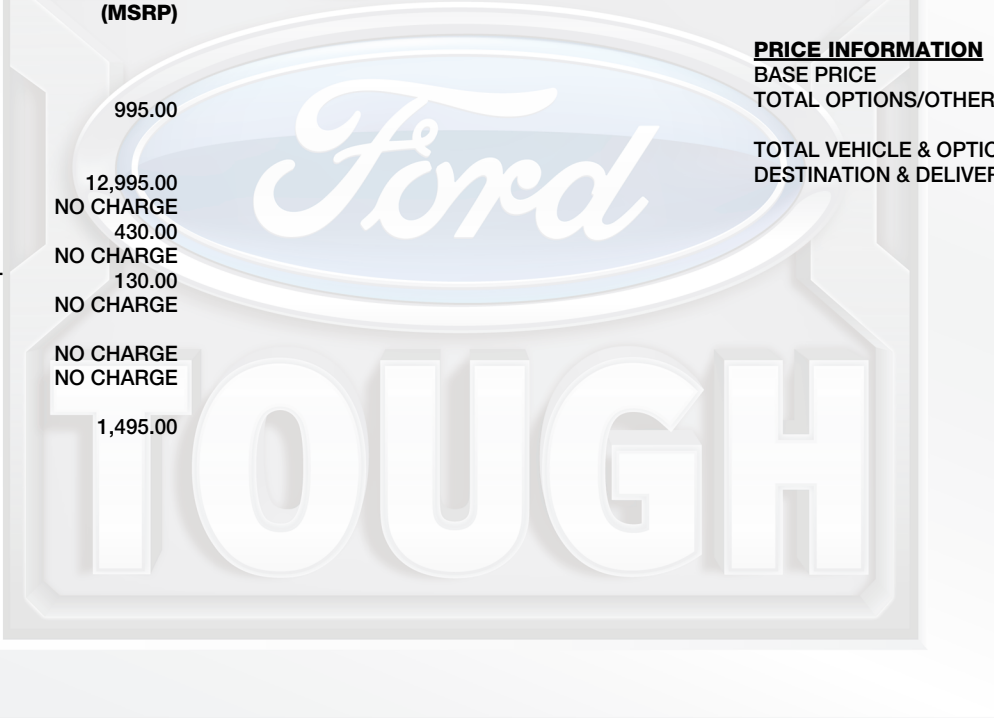 (MSRP)
995.00
12,995.00
NO CHARGE
430.00
NO CHARGE
130.00
NO CHARGE
NO CHARGE
NO CHARGE
1,495.00
PRICE INFORMATION
BASE PRICE
TOTAL OPTIONS/OTHER
TOTAL VEHICLE & OPTIO
DESTINATION & DELIVER
Ford
TOUGH